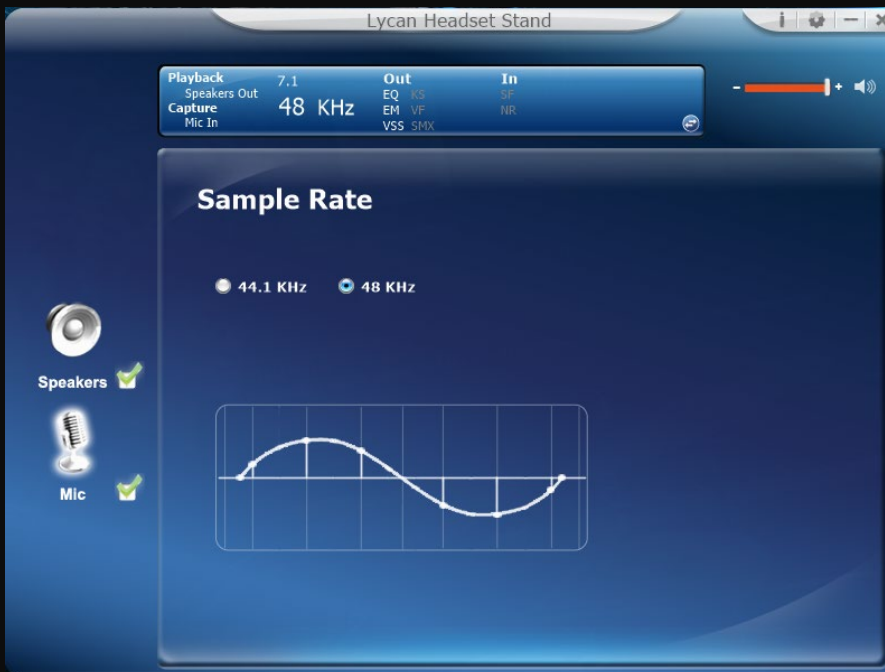 Lycan Headset Stand
Playback 7.1 Out In
Speakers Out EQ KS SF
Capture 48 KHz EM VF NR
Mic In VSS SMX
Sample Rate
44.1 KHz 48 KHz
Speakers
Mic